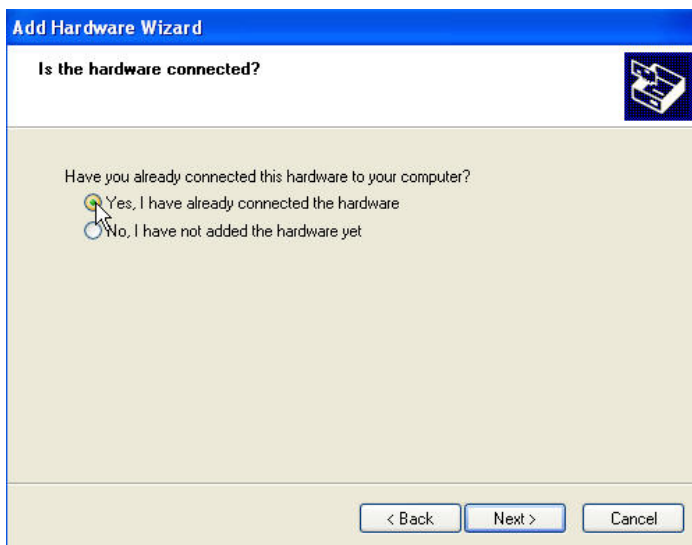 Add Hardware Wizard
Is the hardware connected?
Have you already connected this hardware to your computer?
Yes, I have already connected the hardware
No, I have not added the hardware yet
< Back Next > Cancel